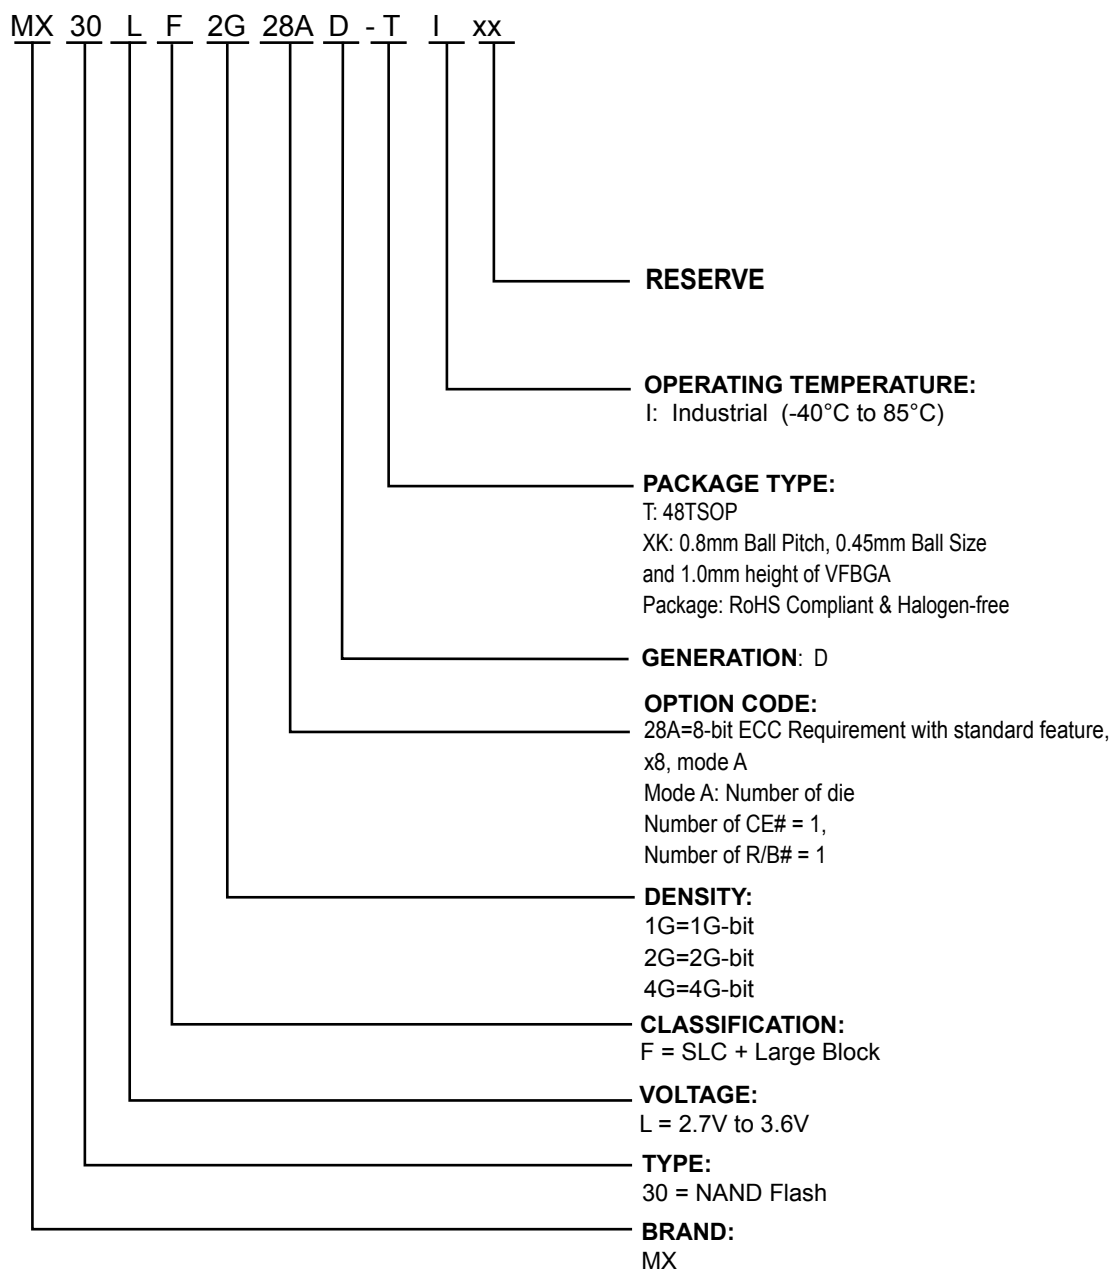 MX 30 L F 2G 28A D - T I xx
RESERVE
OPERATING TEMPERATURE:
I: Industrial (-40°C to 85°C)
PACKAGE TYPE:
T: 48TSOP
XK: 0.8mm Ball Pitch, 0.45mm Ball Size
and 1.0mm height of VFBGA
Package: RoHS Compliant & Halogen-free
GENERATION: D
OPTION CODE:
28A=8-bit ECC Requirement with standard feature,
x8, mode A
Mode A: Number of die
Number of CE# = 1,
Number of R/B# = 1
DENSITY:
1G=1G-bit
2G=2G-bit
4G=4G-bit
CLASSIFICATION:
F = SLC + Large Block
VOLTAGE:
L = 2.7V to 3.6V
TYPE:
30 = NAND Flash
BRAND:
MX